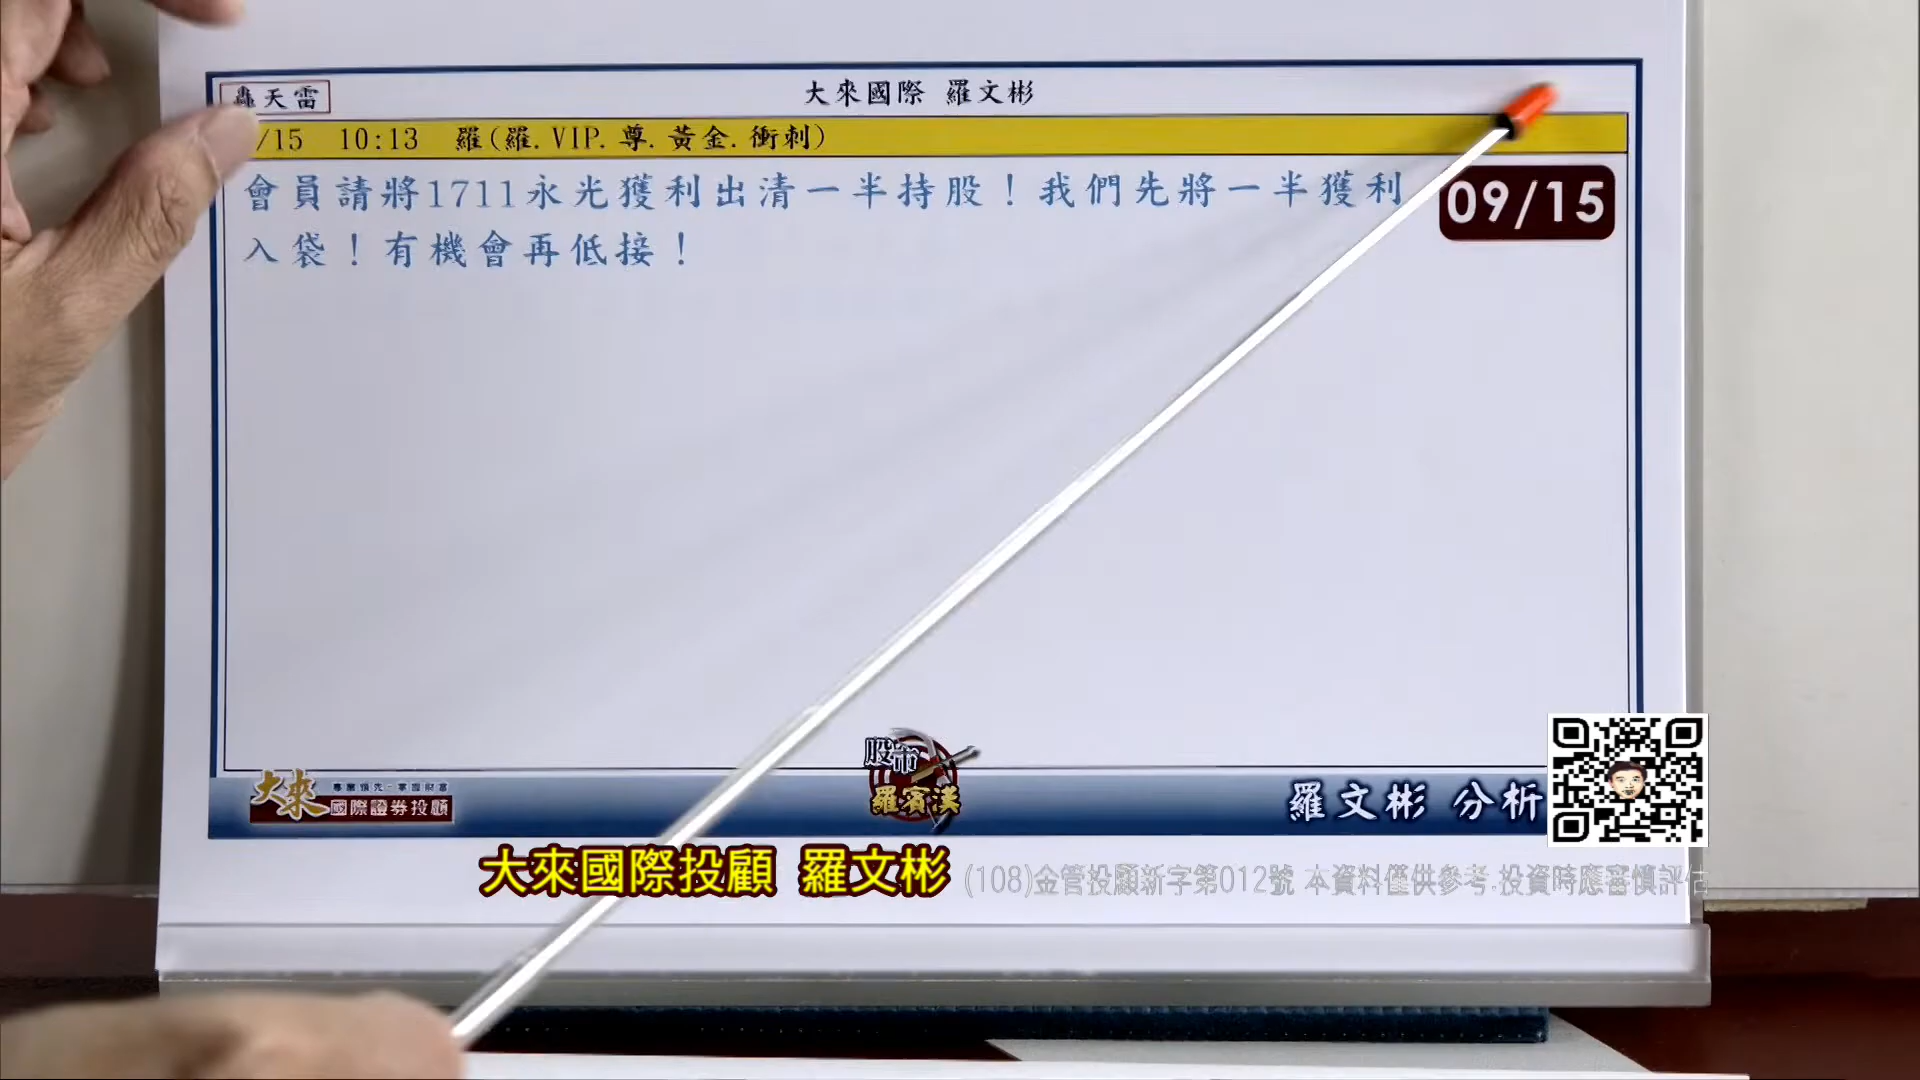 轟天雷
大來國際 羅文彬
/15 10:13 羅(羅.VIP.尊.黃金.衝刺)
會員請將1711永光獲利出清一半持股！我們先將一半獲利
入袋！有機會再低接！
09/15
大來
國際證券投顧
股市
羅賓漢
羅文彬 分析
大來國際投顧 羅文彬
(108)金管投顧新字第012號 本資料僅供參考.投資時應審慎評估